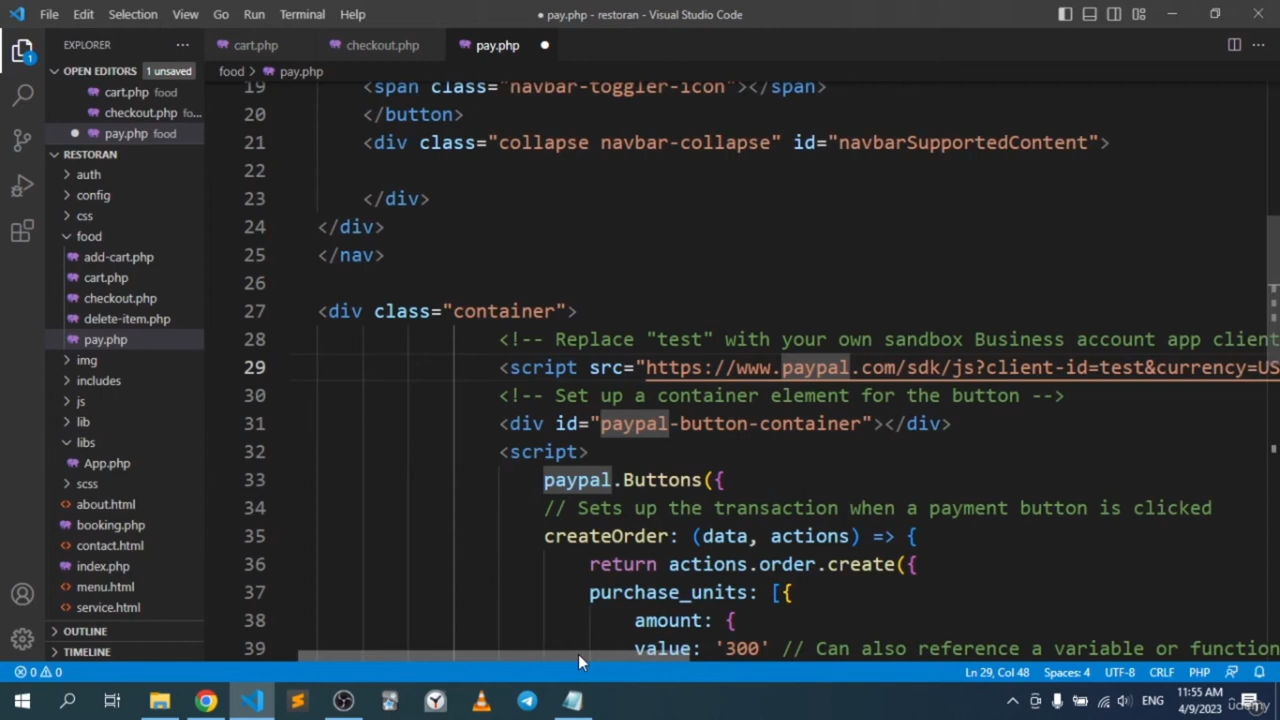 File Edit Selection View Go Run Terminal Help ● pay.php - restoran - Visual Studio Code
EXPLORER ··· cart.php checkout.php pay.php ●
OPEN EDITORS 1 unsaved food > pay.php
cart.php food
checkout.php fo...
● pay.php food
RESTORAN
auth
config
css
food
add-cart.php
cart.php
checkout.php
delete-item.php
pay.php
img
includes
js
lib
libs
App.php
scss
about.html
booking.php
contact.html
index.php
menu.html
service.html
OUTLINE
TIMELINE
19 <span class="navbar-toggler-icon"></span>
20 </button>
21 <div class="collapse navbar-collapse" id="navbarSupportedContent">
22
23 </div>
24 </div>
25 </nav>
26
27 <div class="container">
28 <!-- Replace "test" with your own sandbox Business account app client
29 <script src="https://www.paypal.com/sdk/js?client-id=test&currency=US
30 <!-- Set up a container element for the button -->
31 <div id="paypal-button-container"></div>
32 <script>
33 paypal.Buttons({
34 // Sets up the transaction when a payment button is clicked
35 createOrder: (data, actions) => {
36 return actions.order.create({
37 purchase_units: [{
38 amount: {
39 value: '300' // Can also reference a variable or function
0 0 Ln 29, Col 48 Spaces: 4 UTF-8 CRLF PHP
ENG 11:55 AM
4/9/2023
udemy